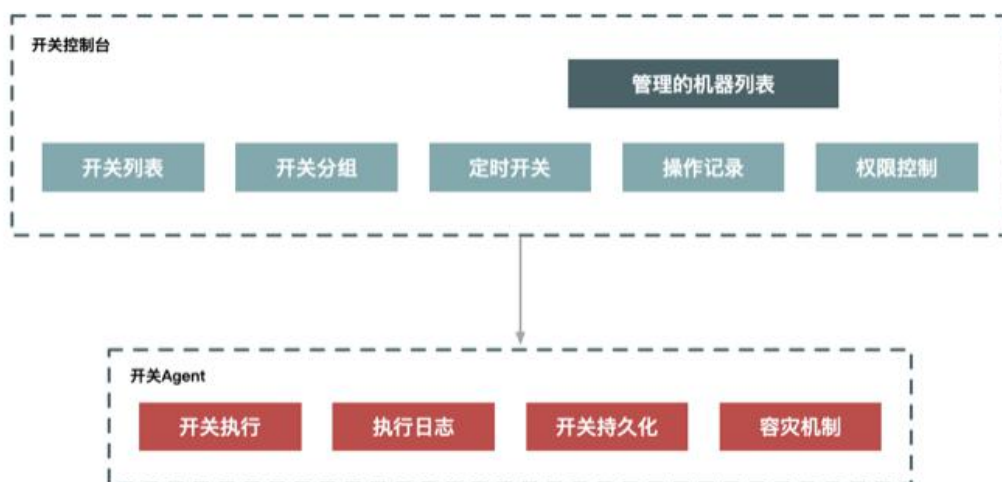 开关控制台
管理的机器列表
开关列表 开关分组 定时开关 操作记录 权限控制
开关Agent
开关执行 执行日志 开关持久化 容灾机制